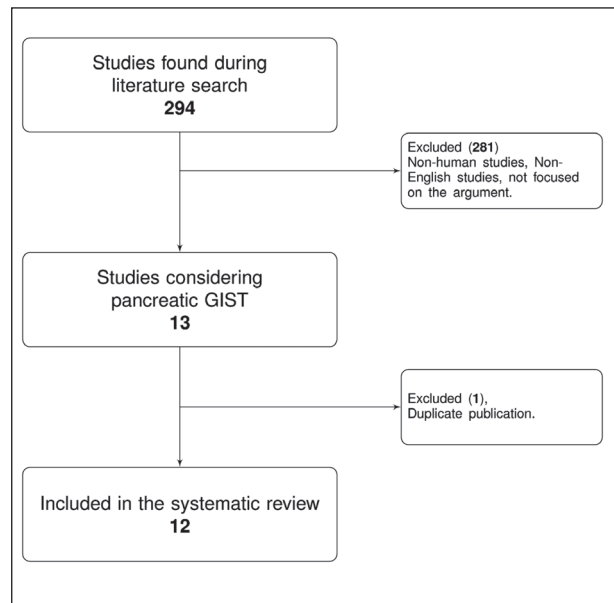 Studies found during
literature search
294
Excluded (281)
Non-human studies, Non-
English studies, not focused
on the argument.
Studies considering
pancreatic GIST
13
Excluded (1),
Duplicate publication.
Included in the systematic review
12